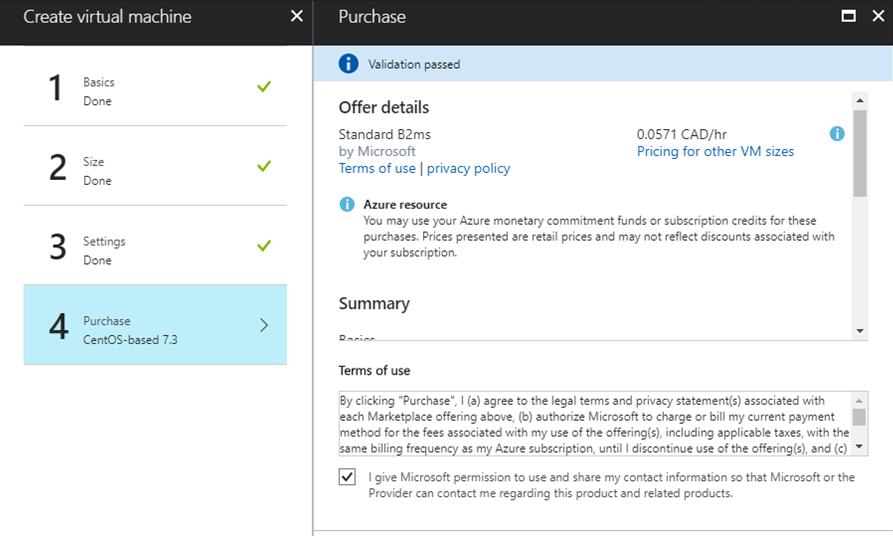 Create virtual machine
1
Basics
Done
2
Size
Done
3
Settings
Done
4
Purchase
CentOS-based 7.3
Purchase
Validation passed
Offer details
Standard B2ms
by Microsoft
Terms of use | privacy policy
0.0571 CAD/hr
Pricing for other VM sizes
Azure resource
You may use your Azure monetary commitment funds or subscription credits for these
purchases. Prices presented are retail prices and may not reflect discounts associated with
your subscription.
Summary
Basics
Terms of use
By clicking "Purchase", I (a) agree to the legal terms and privacy statement(s) associated with
each Marketplace offering above, (b) authorize Microsoft to charge or bill my current payment
method for the fees associated with my use of the offering(s), including applicable taxes, with the
same billing frequency as my Azure subscription, until I discontinue use of the offering(s), and (c)
I give Microsoft permission to use and share my contact information so that Microsoft or the
Provider can contact me regarding this product and related products.